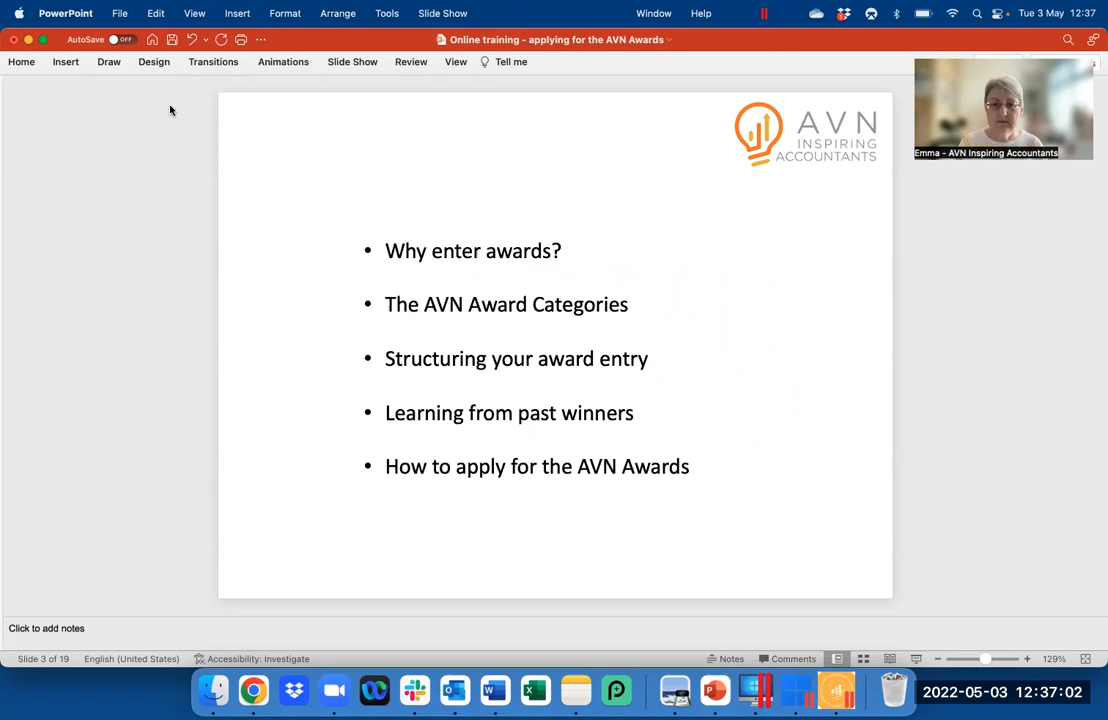 PowerPoint File Edit View Insert Format Arrange Tools Slide Show Window Help Tue 3 May 12:37
AutoSave OFF Online training - applying for the AVN Awards
Home Insert Draw Design Transitions Animations Slide Show Review View Tell me
AVN
INSPIRING
ACCOUNTANTS
Emma - AVN Inspiring Accountants
• Why enter awards?
• The AVN Award Categories
• Structuring your award entry
• Learning from past winners
• How to apply for the AVN Awards
Click to add notes
Slide 3 of 19 English (United States) Accessibility: Investigate Notes Comments 129%
2022-05-03 12:37:02